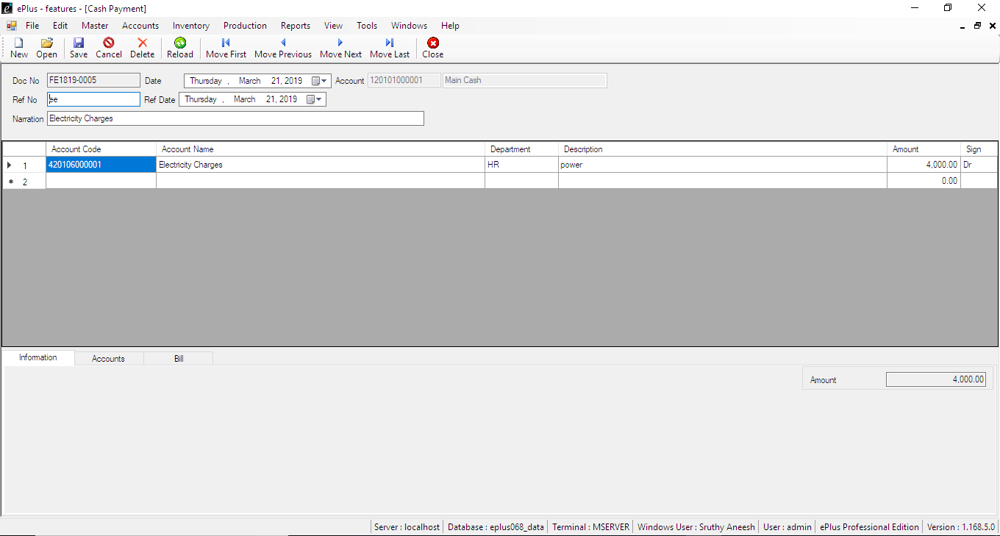 ePlus - features - [Cash Payment]
File Edit Master Accounts Inventory Production Reports View Tools Windows Help
New Open Save Cancel Delete Reload Move First Move Previous Move Next Move Last Close
Doc No FE1819-0005 Date Thursday , March 21, 2019 Account 120101000001 Main Cash
Ref No ee Ref Date Thursday , March 21, 2019
Narration Electricity Charges
Account Code Account Name Department Description Amount Sign
1 420106000001 Electricity Charges HR power 4,000.00 Dr
2 0.00
Information Accounts Bill
Amount 4,000.00
Server : localhost Database : eplus068_data Terminal : MSERVER Windows User : Sruthy Aneesh User : admin ePlus Professional Edition Version : 1.168.5.0